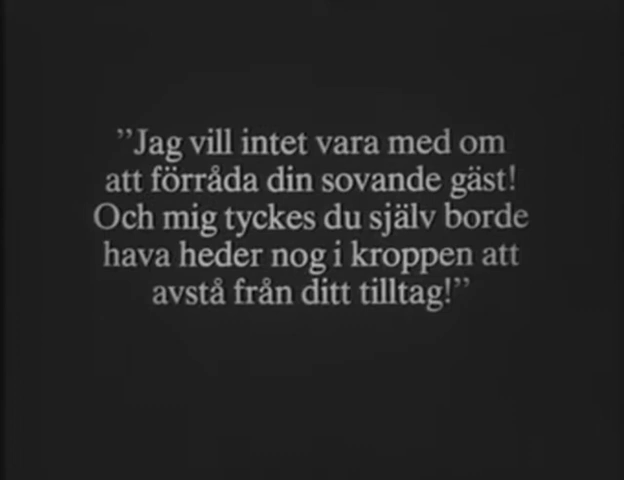 ”Jag vill intet vara med om
att förråda din sovande gäst!
Och mig tyckes du själv borde
hava heder nog i kroppen att
avstå från ditt tilltag!”